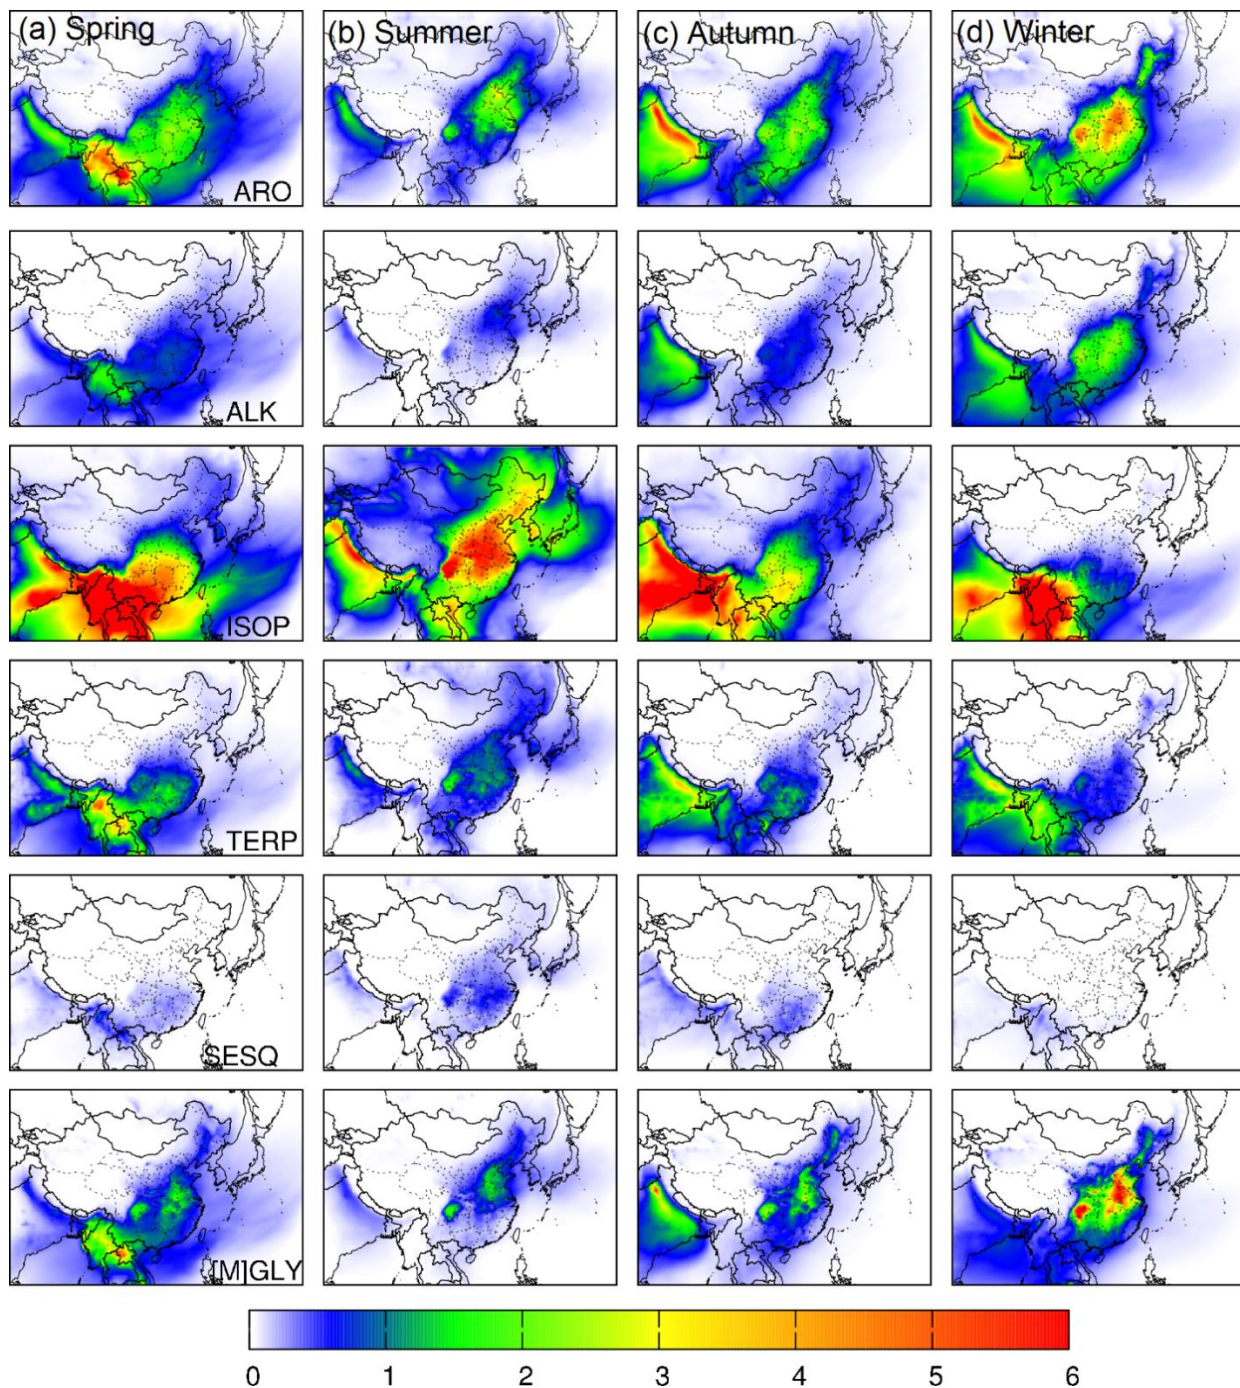 (a) Spring (b) Summer (c) Autumn (d) Winter
ARO
ALK
ISOP
TERP
SESQ
[M]GLY
0 1 2 3 4 5 6